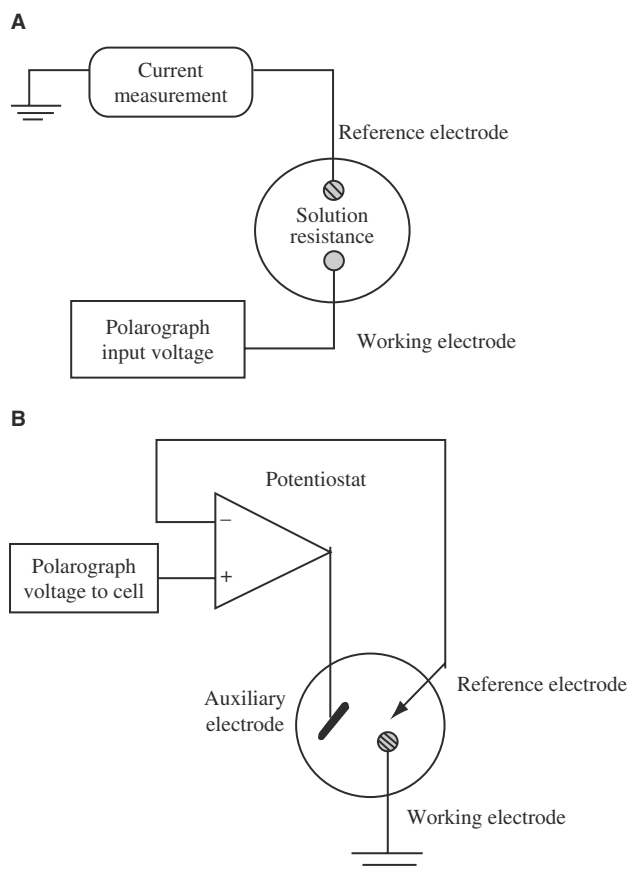 A
Current
measurement
Reference electrode
Solution
resistance
Polarograph
input voltage
Working electrode
B
Potentiostat
−
Polarograph
voltage to cell
+
Auxiliary
electrode
Reference electrode
Working electrode